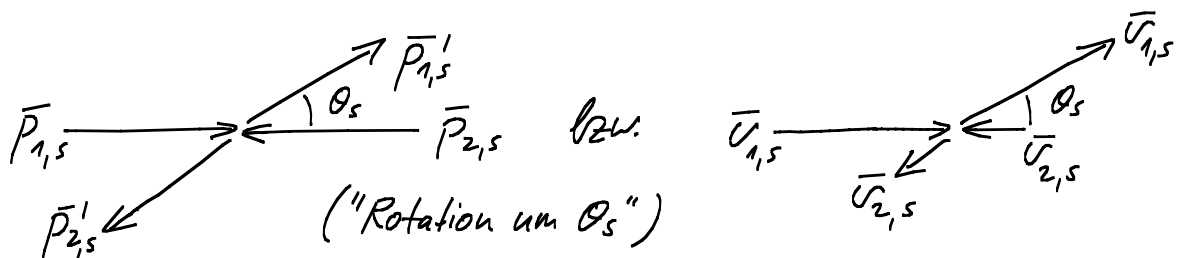 p̄₁,ₛ p̄′₁,ₛ θₛ p̄₂,ₛ bzw. v̄₁,ₛ v̄₁,ₛ θₛ v̄₂,ₛ
p̄′₂,ₛ ("Rotation um θₛ") v̄₂,ₛ